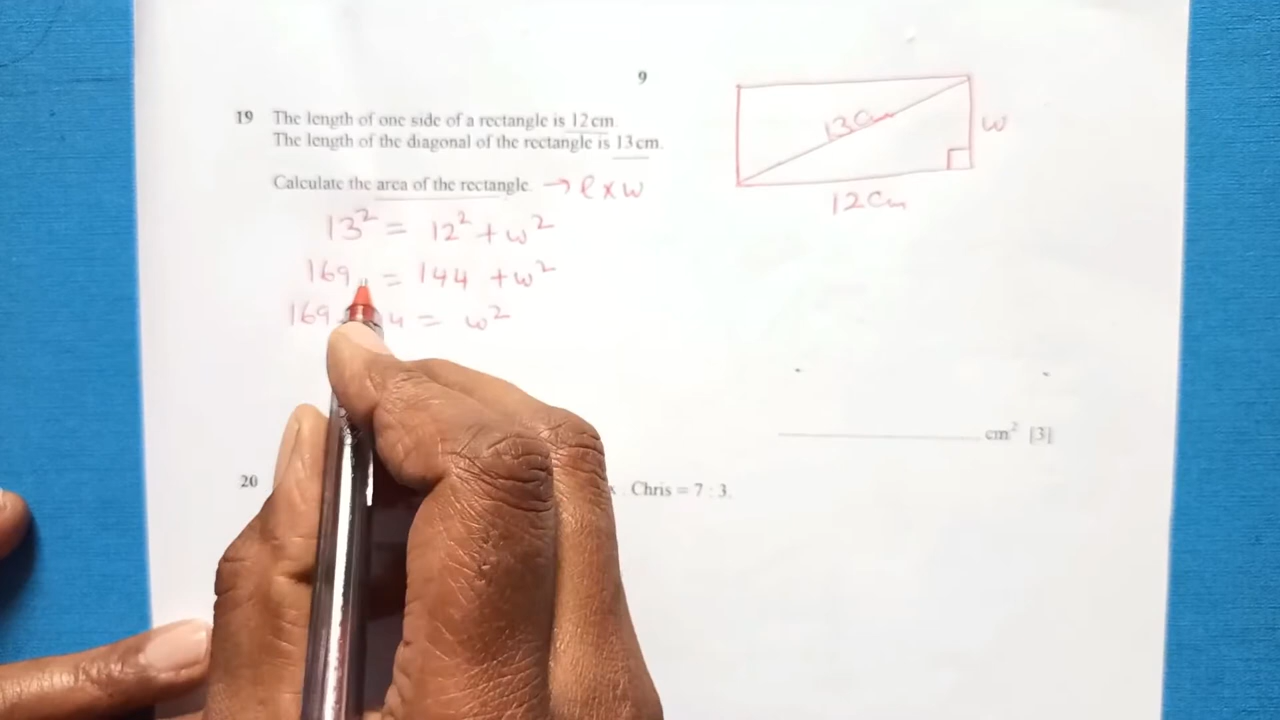 9
19 The length of one side of a rectangle is 12 cm.
The length of the diagonal of the rectangle is 13 cm.
Calculate the area of the rectangle. → l x w
13² = 12² + w²
169 = 144 + w²
169 4 = w²
13cm
w
12cm
cm² [3]
20 Chris = 7 : 3.